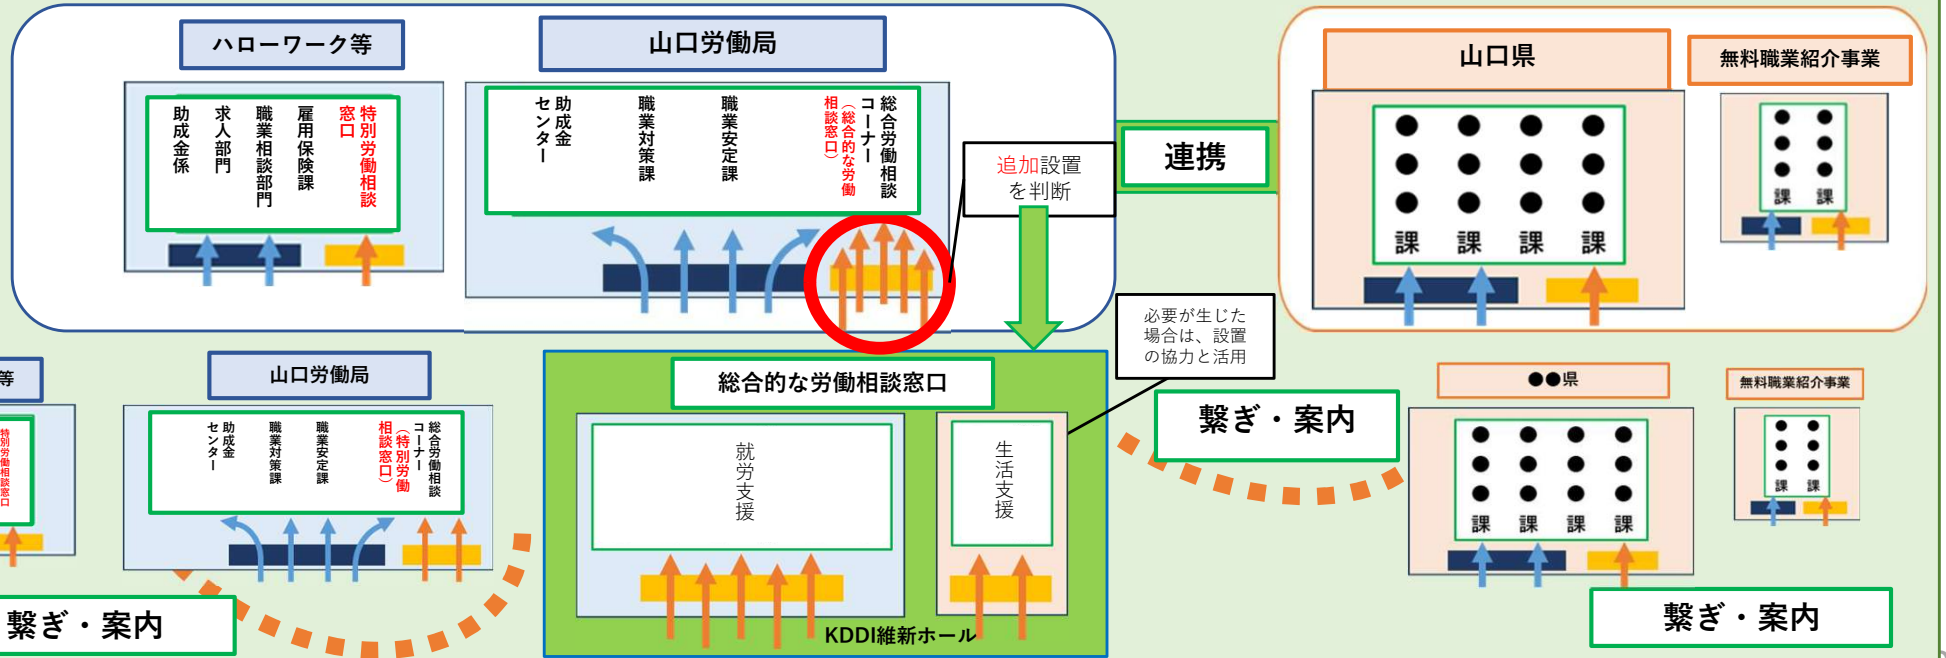 ハローワーク等
特別労働相談
窓口
雇用保険課
職業相談部門
求人部門
助成金係
山口労働局
総合労働相談
コーナー
（総合的な労働
相談窓口）
職業安定課
職業対策課
助成金
センター
追加設置
を判断
連携
山口県
●●●●
●●●●
●●●●
課課課課
無料職業紹介事業
●●
●●
●●
課課
等
特別労働相談窓口
山口労働局
総合労働相談
コーナー
（特別労働
相談窓口）
職業安定課
職業対策課
助成金
センター
繋ぎ・案内
総合的な労働相談窓口
就労支援
生活支援
KDDI維新ホール
必要が生じた
場合は、設置
の協力と活用
繋ぎ・案内
●●県
●●●●
●●●●
●●●●
課課課課
無料職業紹介事業
●●
●●
●●
課課
繋ぎ・案内